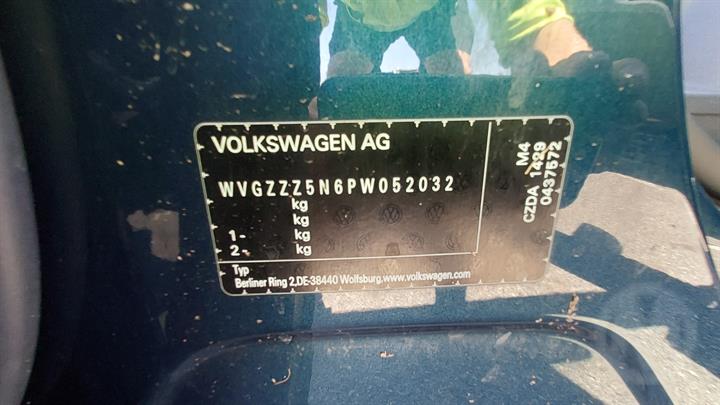 VOLKSWAGEN AG
WVGZZZ5N6PW052032
kg
kg
1- kg
2- kg
Typ
Berliner Ring 2,DE-38440 Wolfsburg.www.volkswagen.com
M4
CZDA 1429
0437572